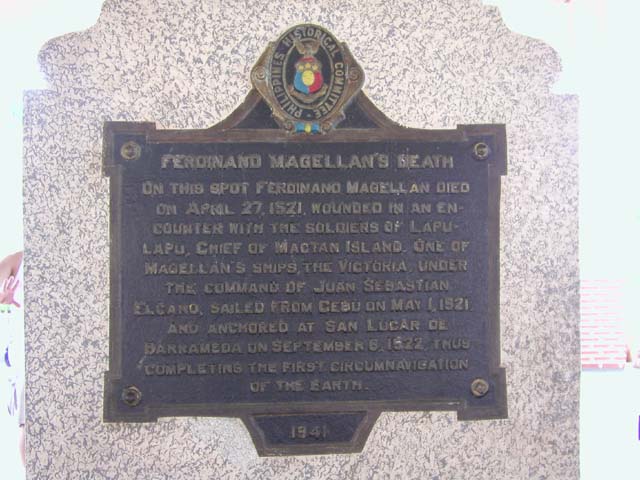 PHILIPPINES HISTORICAL COMMITTEE
FERDINAND MAGELLAN'S DEATH
ON THIS SPOT FERDINAND MAGELLAN DIED
ON APRIL 27, 1521, WOUNDED IN AN EN-
COUNTER WITH THE SOLDIERS OF LAPU-
LAPU, CHIEF OF MACTAN ISLAND. ONE OF
MAGELLAN'S SHIPS, THE VICTORIA, UNDER
THE COMMAND OF JUAN SEBASTIAN
ELCANO, SAILED FROM CEBU ON MAY 1, 1521,
AND ANCHORED AT SAN LUCAR DE
BARRAMEDA ON SEPTEMBER 6, 1522, THUS
COMPLETING THE FIRST CIRCUMNAVIGATION
OF THE EARTH.
1941